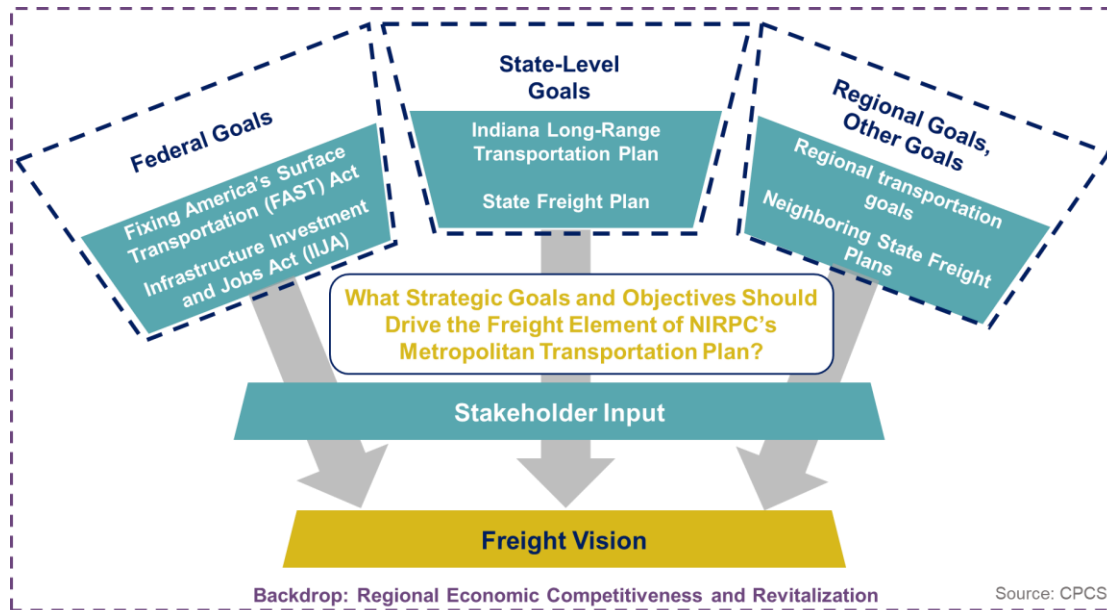 Federal Goals
Fixing America's Surface
Transportation (FAST) Act
Infrastructure Investment
and Jobs Act (IIJA)
State-Level
Goals
Indiana Long-Range
Transportation Plan
State Freight Plan
Regional Goals,
Other Goals
Regional transportation
goals
Neighboring State Freight
Plans
What Strategic Goals and Objectives Should
Drive the Freight Element of NIRPC's
Metropolitan Transportation Plan?
Stakeholder Input
Freight Vision
Backdrop: Regional Economic Competitiveness and Revitalization
Source: CPCS